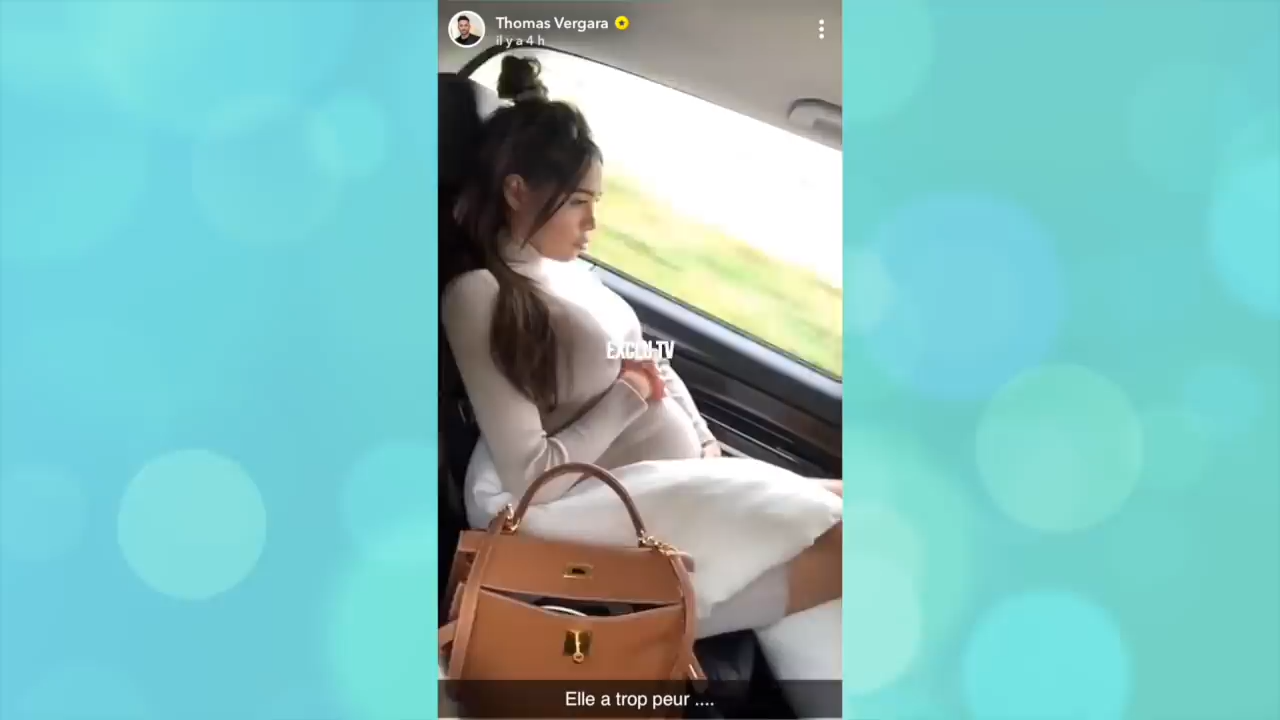 Thomas Vergara
il y a 4 h
EXCLU TV
Elle a trop peur ....